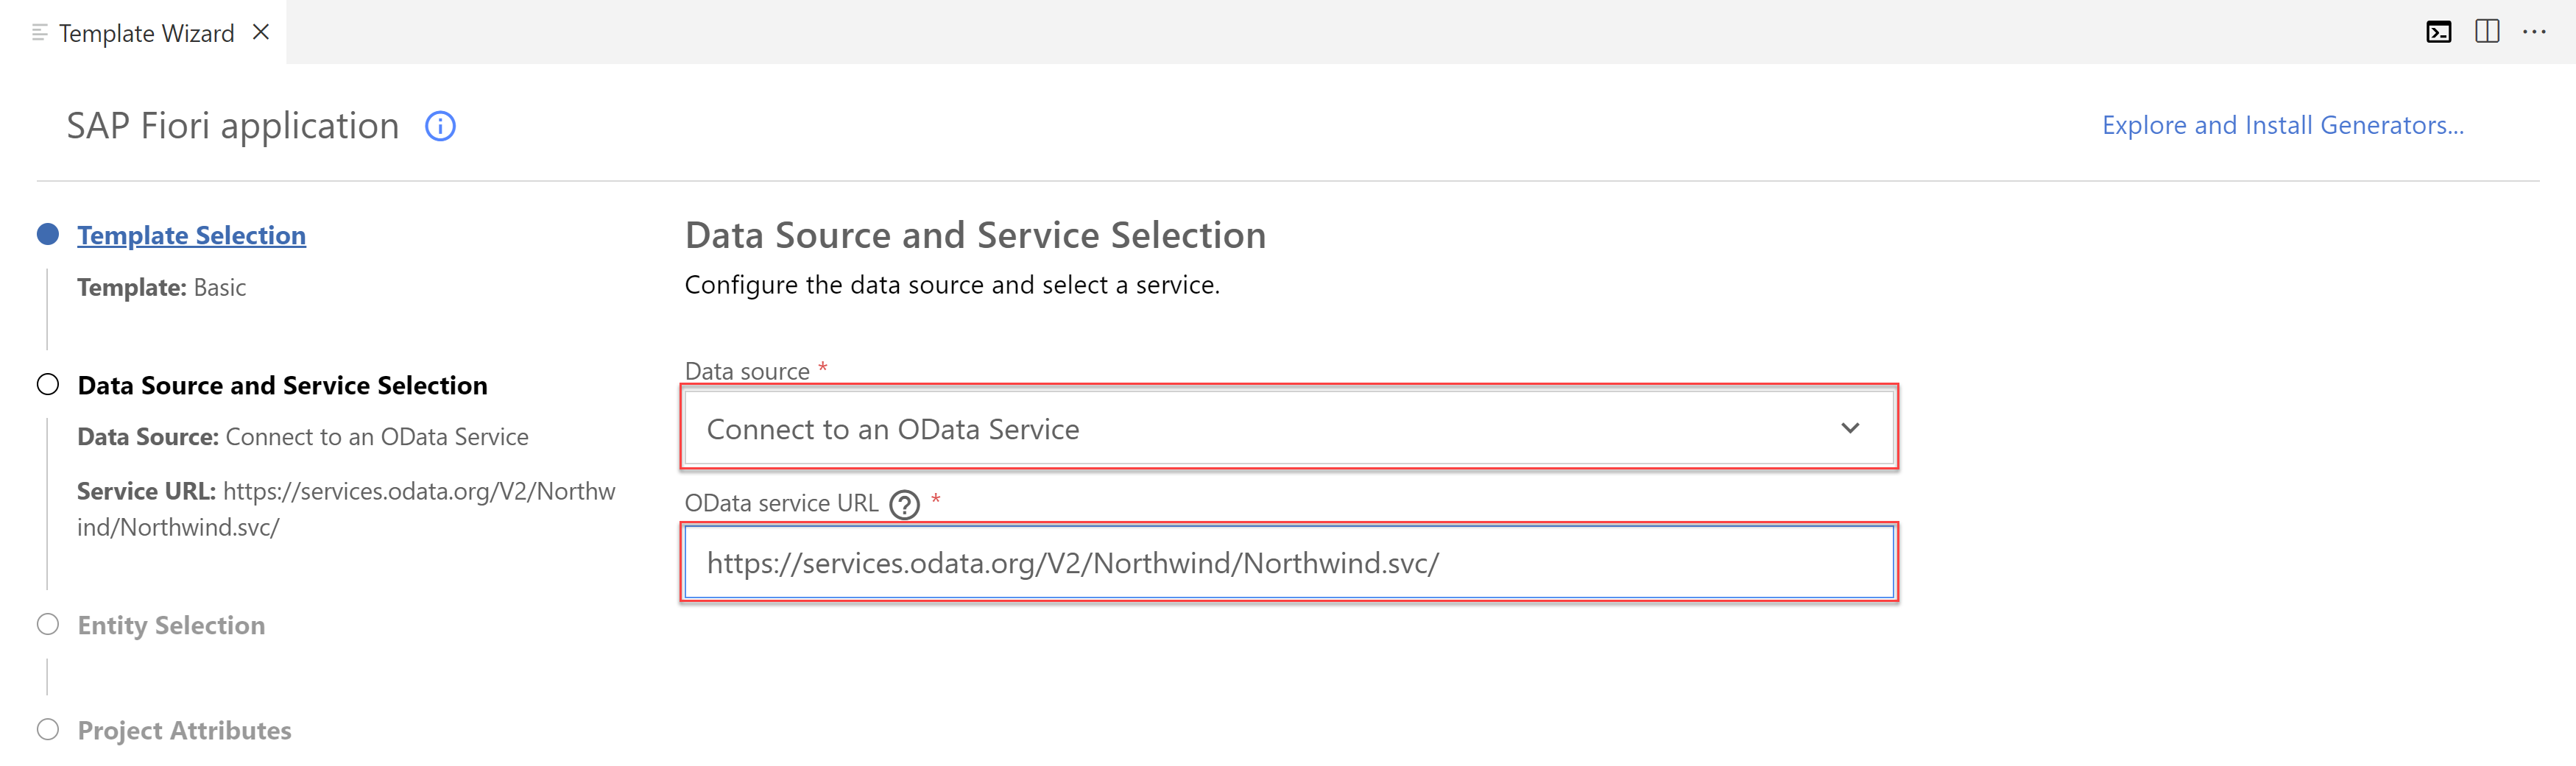 Template Wizard
SAP Fiori application
Explore and Install Generators...
Template Selection
Template: Basic
Data Source and Service Selection
Data Source: Connect to an OData Service
Service URL: https://services.odata.org/V2/Northw
ind/Northwind.svc/
Entity Selection
Project Attributes
Data Source and Service Selection
Configure the data source and select a service.
Data source *
Connect to an OData Service
OData service URL ? *
https://services.odata.org/V2/Northwind/Northwind.svc/